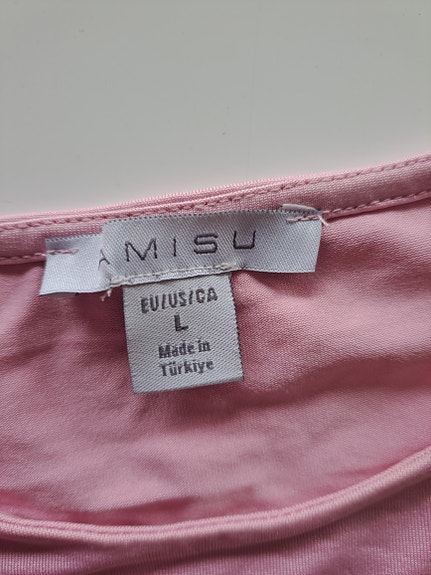 AMISU
EU/US/CA
L
Made in
Türkiye